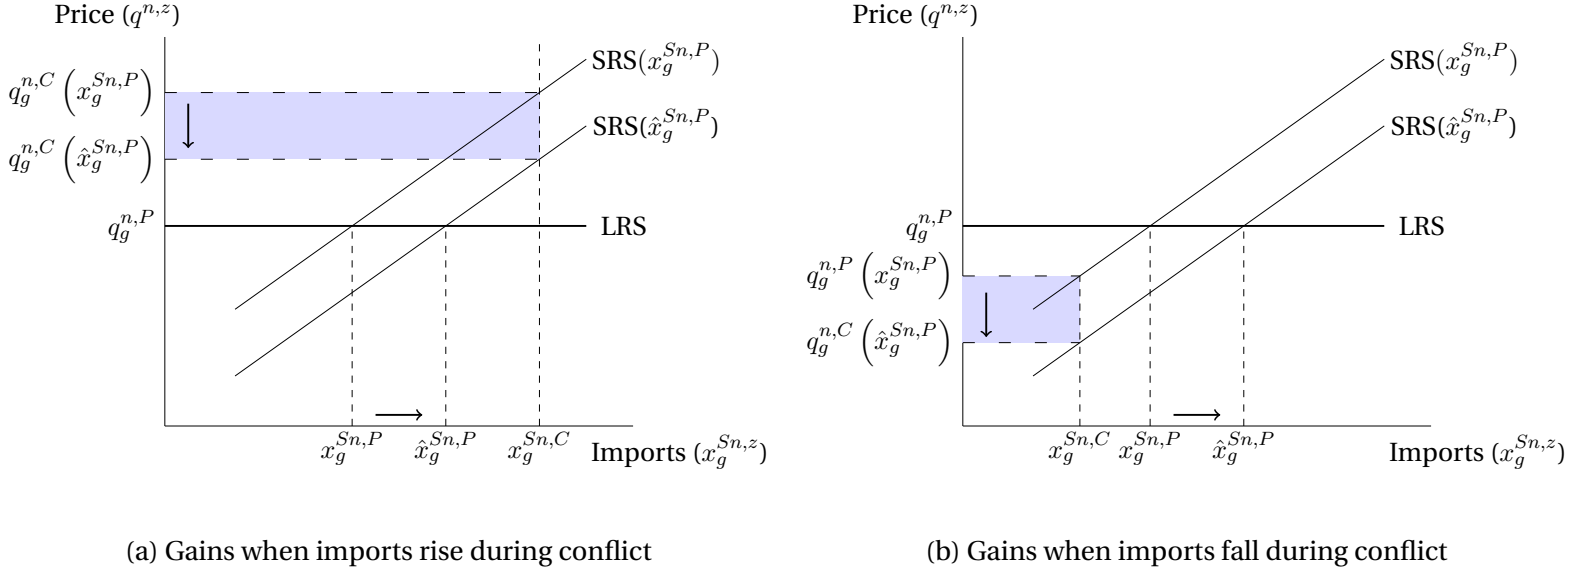 Price (q^{n,z})
SRS(x_g^{Sn,P})
q_g^{n,C} (x_g^{Sn,P})
SRS(x̂_g^{Sn,P})
q_g^{n,C} (x̂_g^{Sn,P})
q_g^{n,P}
LRS
x_g^{Sn,P}
x̂_g^{Sn,P}
x_g^{Sn,C}
Imports (x_g^{Sn,z})
(a) Gains when imports rise during conflict
Price (q^{n,z})
SRS(x_g^{Sn,P})
SRS(x̂_g^{Sn,P})
q_g^{n,P}
LRS
q_g^{n,P} (x_g^{Sn,P})
q_g^{n,C} (x̂_g^{Sn,P})
x_g^{Sn,C}
x_g^{Sn,P}
x̂_g^{Sn,P}
Imports (x_g^{Sn,z})
(b) Gains when imports fall during conflict